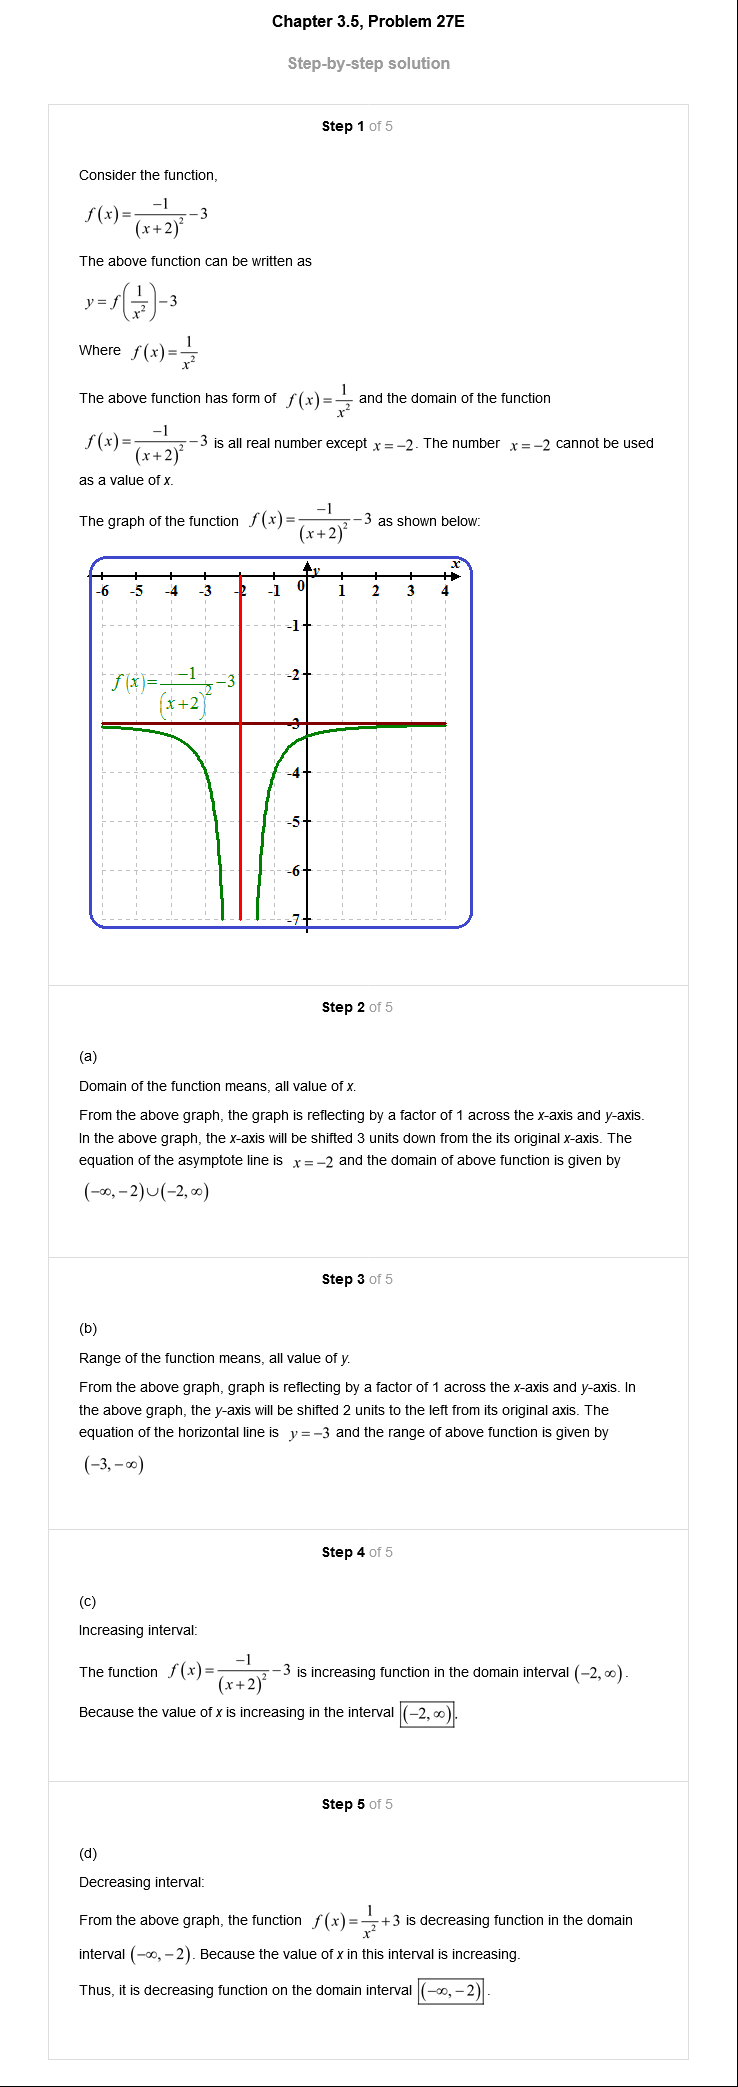 Chapter 3.5, Problem 27E
Step-by-step solution
Step 1 of 5
Consider the function,
f(x)=\frac{-1}{(x+2)^2}-3
The above function can be written as
y=f\left(\frac{1}{x^2}\right)-3
Where f(x)=\frac{1}{x^2}
The above function has form of f(x)=\frac{1}{x^2} and the domain of the function
f(x)=\frac{-1}{(x+2)^2}-3 is all real number except x=-2. The number x=-2 cannot be used
as a value of x.
The graph of the function f(x)=\frac{-1}{(x+2)^2}-3 as shown below:
x
y
-6 -5 -4 -3 -2 -1 0 1 2 3 4
-1
-2
f(x)=\frac{-1}{(x+2)^2}-3
-3
-4
-5
-6
-7
Step 2 of 5
(a)
Domain of the function means, all value of x.
From the above graph, the graph is reflecting by a factor of 1 across the x-axis and y-axis.
In the above graph, the x-axis will be shifted 3 units down from the its original x-axis. The
equation of the asymptote line is x=-2 and the domain of above function is given by
(-∞,-2)∪(-2,∞)
Step 3 of 5
(b)
Range of the function means, all value of y.
From the above graph, graph is reflecting by a factor of 1 across the x-axis and y-axis. In
the above graph, the y-axis will be shifted 2 units to the left from its original axis. The
equation of the horizontal line is y=-3 and the range of above function is given by
(-3,-∞)
Step 4 of 5
(c)
Increasing interval:
The function f(x)=\frac{-1}{(x+2)^2}-3 is increasing function in the domain interval (-2,∞).
Because the value of x is increasing in the interval (-2,∞).
Step 5 of 5
(d)
Decreasing interval:
From the above graph, the function f(x)=\frac{1}{x^2}+3 is decreasing function in the domain
interval (-∞,-2). Because the value of x in this interval is increasing.
Thus, it is decreasing function on the domain interval (-∞,-2).